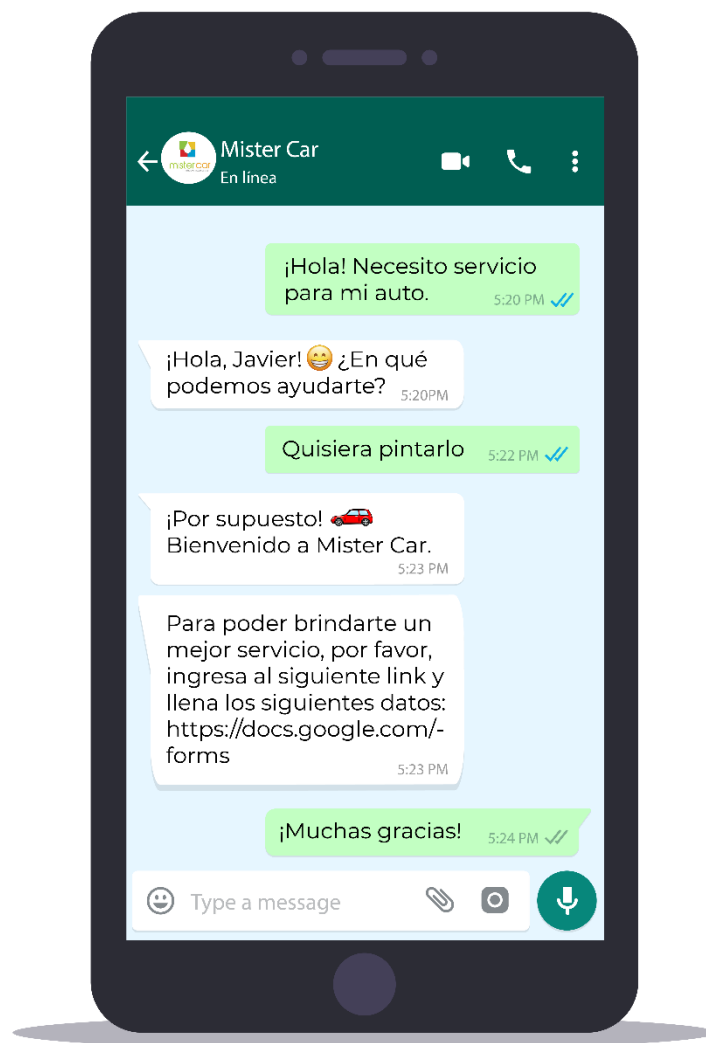 Mister Car
mister car
En línea
¡Hola! Necesito servicio
para mi auto.
5:20 PM
¡Hola, Javier!😁 ¿En qué
podemos ayudarte?
5:20PM
Quisiera pintarlo
5:22 PM
¡Por supuesto! 🚗
Bienvenido a Mister Car.
5:23 PM
Para poder brindarte un
mejor servicio, por favor,
ingresa al siguiente link y
llena los siguientes datos:
https://docs.google.com/-
forms
5:23 PM
¡Muchas gracias!
5:24 PM
Type a message